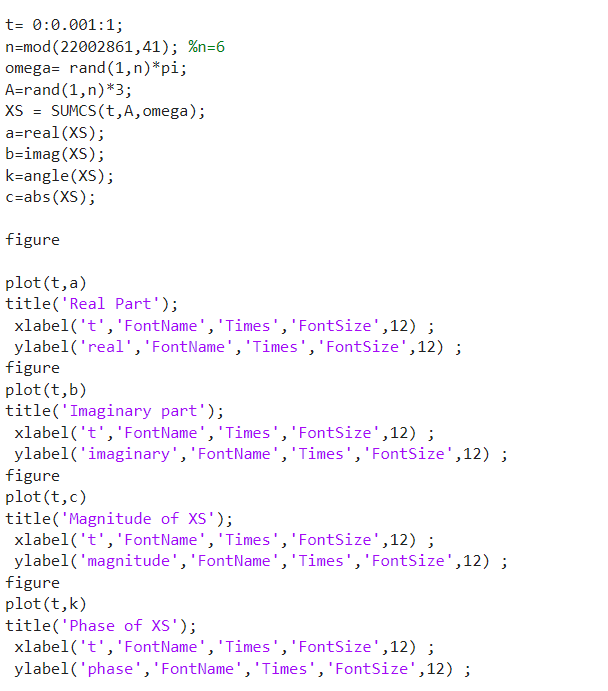 t= 0:0.001:1;
n=mod(22002861,41); %n=6
omega= rand(1,n)*pi;
A=rand(1,n)*3;
XS = SUMCS(t,A,omega);
a=real(XS);
b=imag(XS);
k=angle(XS);
c=abs(XS);
figure
plot(t,a)
title('Real Part');
xlabel('t','FontName','Times','FontSize',12) ;
ylabel('real','FontName','Times','FontSize',12) ;
figure
plot(t,b)
title('Imaginary part');
xlabel('t','FontName','Times','FontSize',12) ;
ylabel('imaginary','FontName','Times','FontSize',12) ;
figure
plot(t,c)
title('Magnitude of XS');
xlabel('t','FontName','Times','FontSize',12) ;
ylabel('magnitude','FontName','Times','FontSize',12) ;
figure
plot(t,k)
title('Phase of XS');
xlabel('t','FontName','Times','FontSize',12) ;
ylabel('phase','FontName','Times','FontSize',12) ;